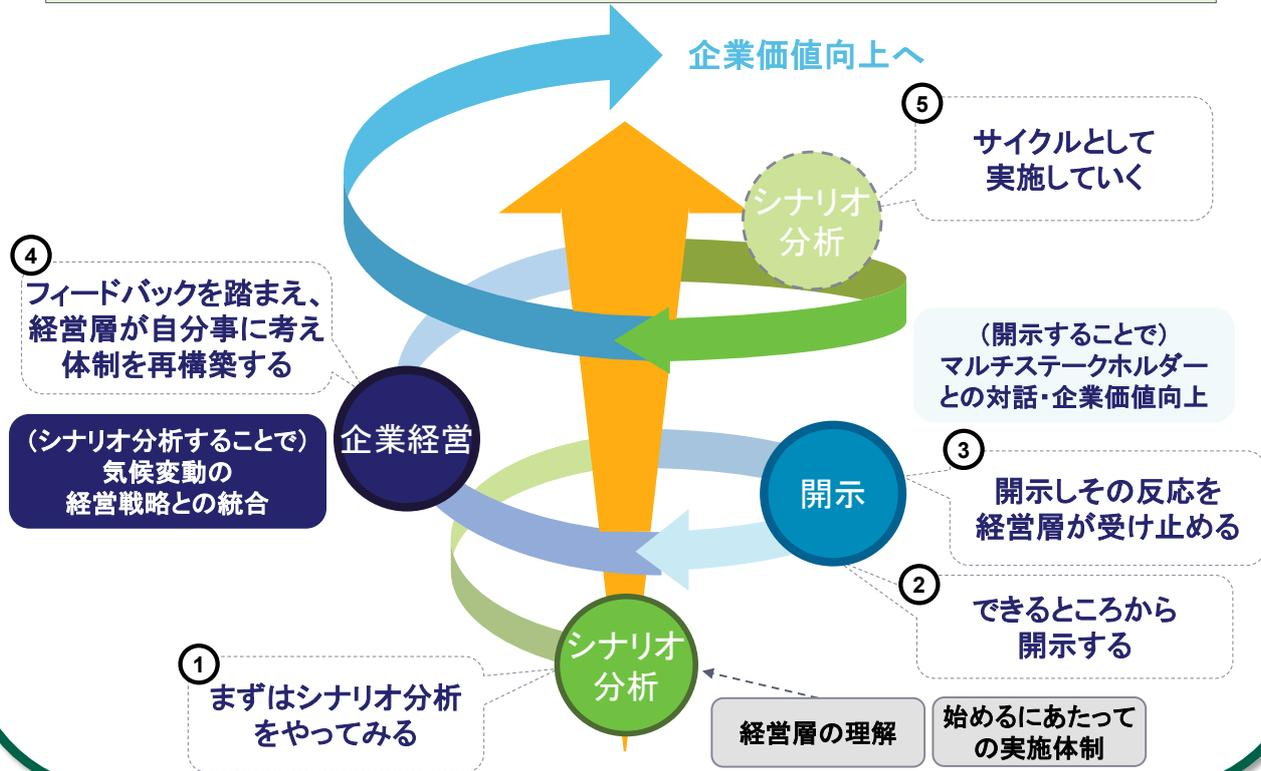 企業価値向上へ
5
サイクルとして
実施していく
シナリオ
分析
4
フィードバックを踏まえ、
経営層が自分事に考え
体制を再構築する
(開示することで)
マルチステークホルダー
との対話・企業価値向上
企業経営
(シナリオ分析することで)
気候変動の
経営戦略との統合
3
開示しその反応を
経営層が受け止める
開示
2
できるところから
開示する
1
まずはシナリオ分析
をやってみる
シナリオ
分析
経営層の理解
始めるにあたって
の実施体制